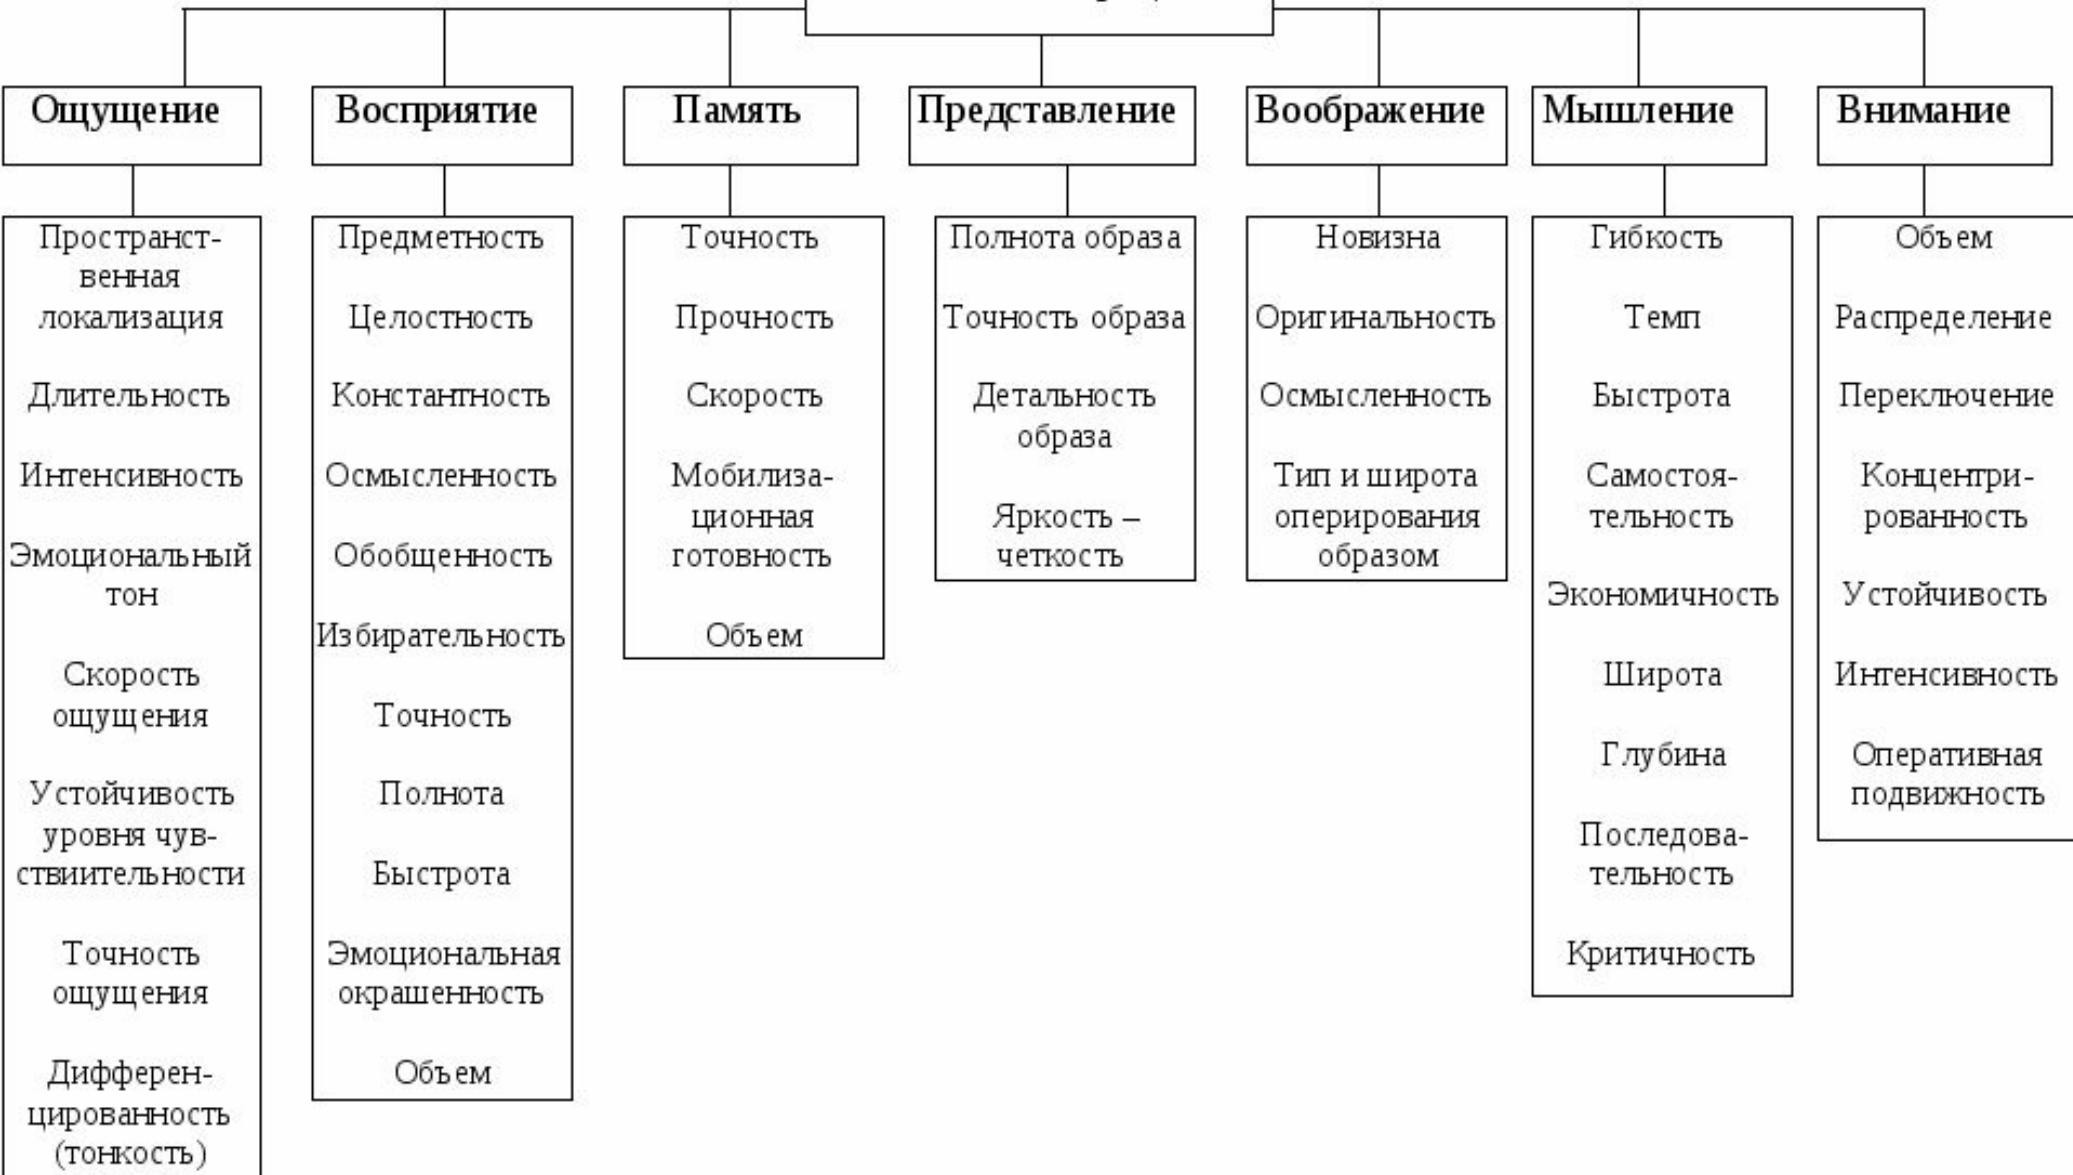 Ощущение
Восприятие
Память
Представление
Воображение
Мышление
Внимание
Пространст-
венная
локализация
Длительность
Интенсивность
Эмоциональный
тон
Скорость
ощущения
Устойчивость
уровня чув-
ствиительности
Точность
ощущения
Дифферен-
цированность
(тонкость)
Предметность
Целостность
Константность
Осмысленность
Обобщенность
Избирательность
Точность
Полнота
Быстрота
Эмоциональная
окрашенность
Объем
Точность
Прочность
Скорость
Мобилиза-
ционная
готовность
Объем
Полнота образа
Точность образа
Детальность
образа
Яркость –
четкость
Новизна
Оригинальность
Осмысленность
Тип и широта
оперирования
образом
Гибкость
Темп
Быстрота
Самостоя-
тельность
Экономичность
Широта
Глубина
Последова-
тельность
Критичность
Объем
Распределение
Переключение
Концентри-
рованность
Устойчивость
Интенсивность
Оперативная
подвижность